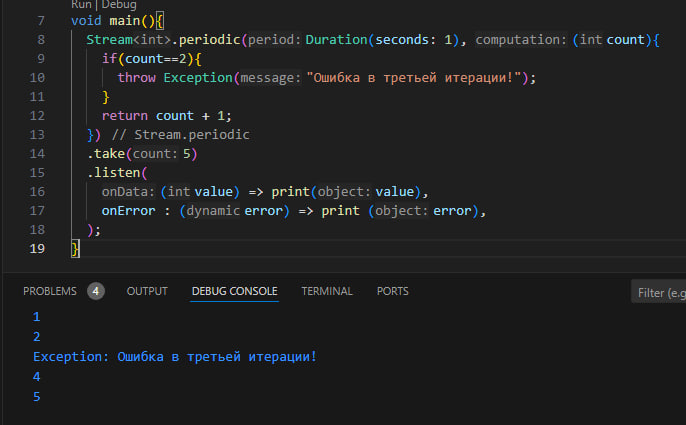 Run | Debug
7 void main(){
8 Stream<int>.periodic(period: Duration(seconds: 1), computation: (int count){
9 if(count==2){
10 throw Exception(message: "Ошибка в третьей итерации!");
11 }
12 return count + 1;
13 }) // Stream.periodic
14 .take(count: 5)
15 .listen(
16 onData: (int value) => print(object: value),
17 onError : (dynamic error) => print (object: error),
18 );
19 }
PROBLEMS 4 OUTPUT DEBUG CONSOLE TERMINAL PORTS Filter (e.g
1
2
Exception: Ошибка в третьей итерации!
4
5